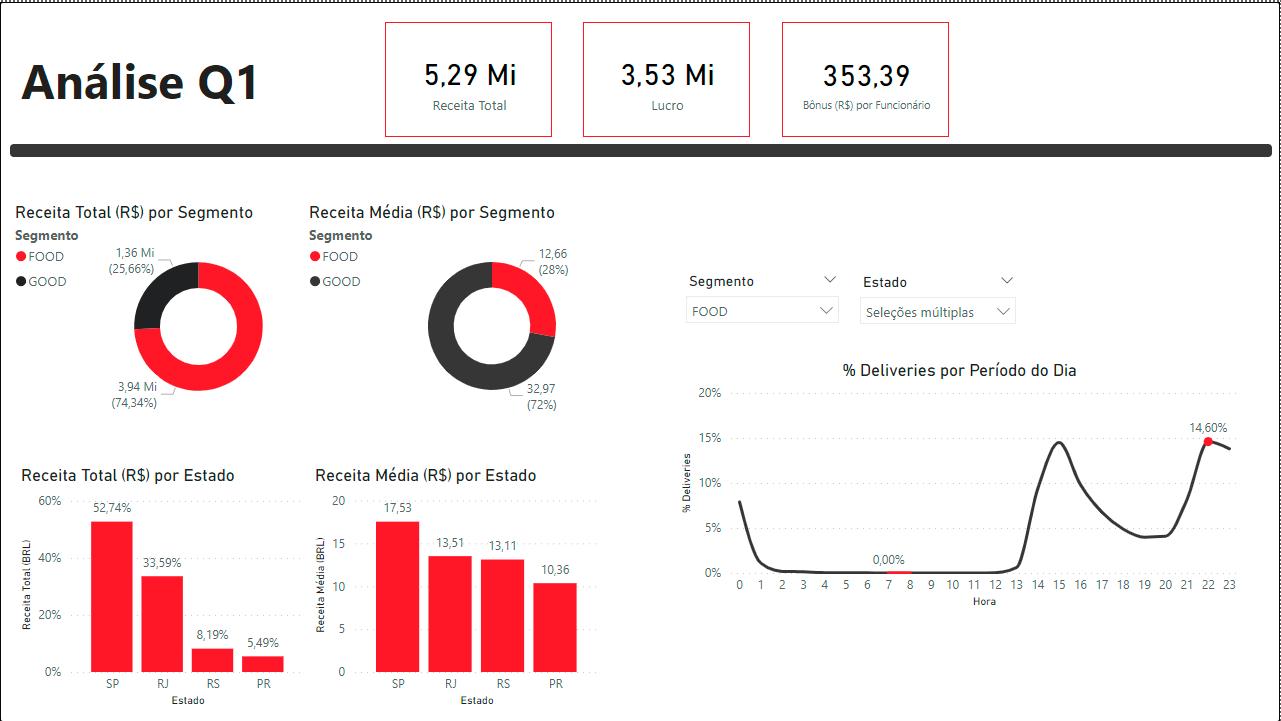 Análise Q1
5,29 Mi
Receita Total
3,53 Mi
Lucro
353,39
Bônus (R$) por Funcionário
Receita Total (R$) por Segmento
Segmento
FOOD
GOOD
1,36 Mi
(25,66%)
3,94 Mi
(74,34%)
Receita Média (R$) por Segmento
Segmento
FOOD
GOOD
12,66
(28%)
32,97
(72%)
Segmento
FOOD
Estado
Seleções múltiplas
% Deliveries por Período do Dia
20%
15%
10%
5%
0%
% Deliveries
14,60%
0,00%
0 1 2 3 4 5 6 7 8 9 10 11 12 13 14 15 16 17 18 19 20 21 22 23
Hora
Receita Total (R$) por Estado
60%
40%
20%
0%
Receita Total (BRL)
52,74%
33,59%
8,19%
5,49%
SP RJ RS PR
Estado
Receita Média (R$) por Estado
20
15
10
5
0
Receita Média (BRL)
17,53
13,51
13,11
10,36
SP RJ RS PR
Estado